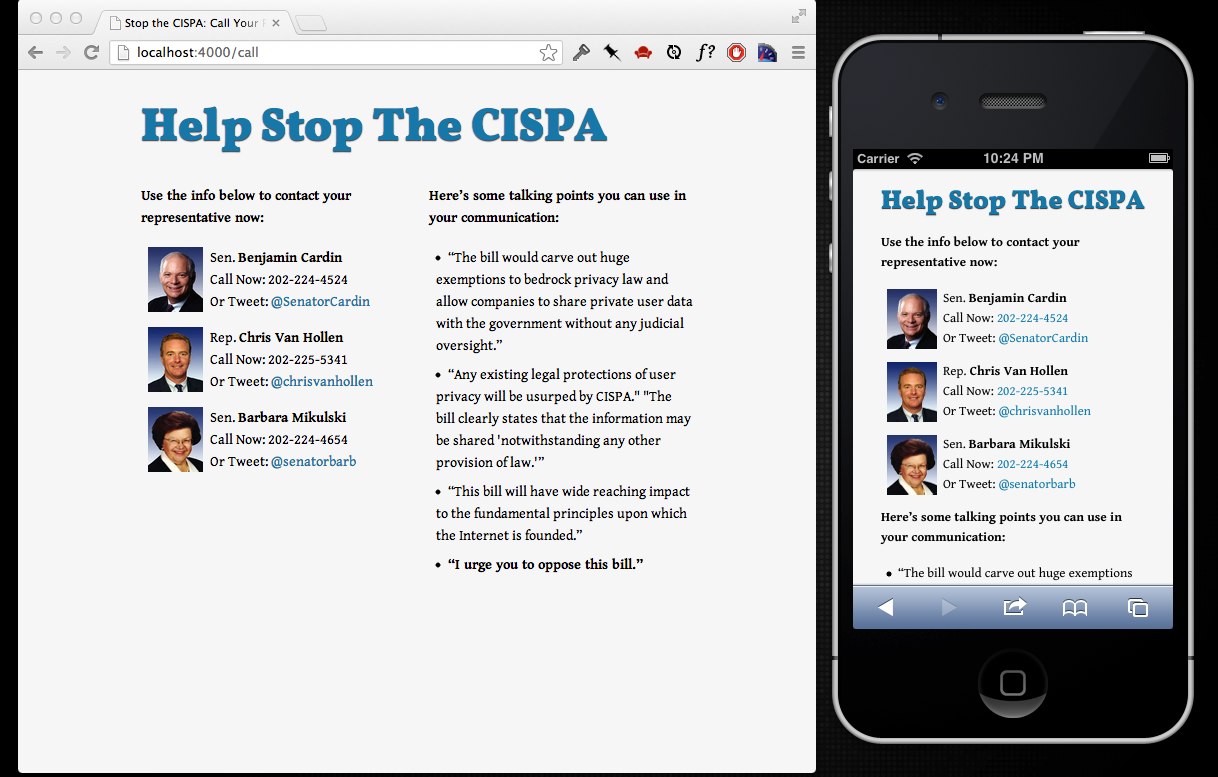 Stop the CISPA: Call Your
localhost:4000/call
f?
Help Stop The CISPA
Use the info below to contact your
representative now:
Sen. Benjamin Cardin
Call Now: 202-224-4524
Or Tweet: @SenatorCardin
Rep. Chris Van Hollen
Call Now: 202-225-5341
Or Tweet: @chrisvanhollen
Sen. Barbara Mikulski
Call Now: 202-224-4654
Or Tweet: @senatorbarb
Here’s some talking points you can use in
your communication:
• “The bill would carve out huge
exemptions to bedrock privacy law and
allow companies to share private user data
with the government without any judicial
oversight.”
• “Any existing legal protections of user
privacy will be usurped by CISPA." "The
bill clearly states that the information may
be shared 'notwithstanding any other
provision of law.'”
• “This bill will have wide reaching impact
to the fundamental principles upon which
the Internet is founded.”
• “I urge you to oppose this bill.”
Carrier 10:24 PM
Help Stop The CISPA
Use the info below to contact your
representative now:
Sen. Benjamin Cardin
Call Now: 202-224-4524
Or Tweet: @SenatorCardin
Rep. Chris Van Hollen
Call Now: 202-225-5341
Or Tweet: @chrisvanhollen
Sen. Barbara Mikulski
Call Now: 202-224-4654
Or Tweet: @senatorbarb
Here’s some talking points you can use in
your communication:
• “The bill would carve out huge exemptions